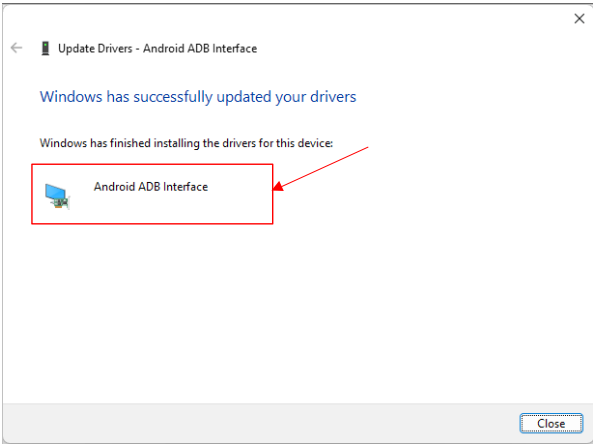 Update Drivers - Android ADB Interface
Windows has successfully updated your drivers
Windows has finished installing the drivers for this device:
Android ADB Interface
Close